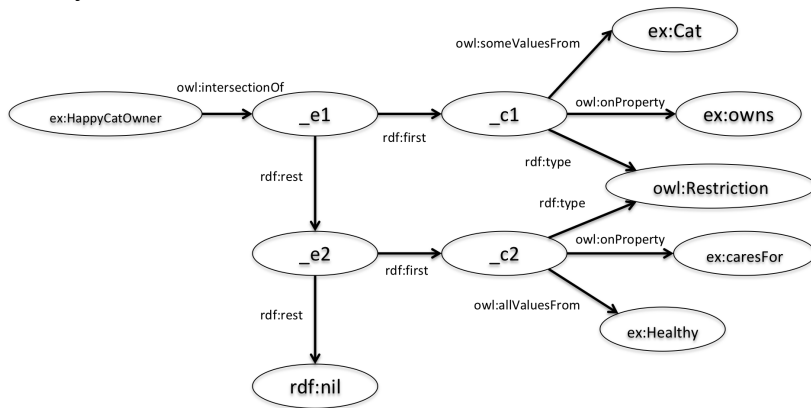 ex:Cat
owl:someValuesFrom
owl:intersectionOf
owl:onProperty
ex:HappyCatOwner
_e1
_c1
ex:owns
rdf:first
rdf:type
rdf:rest
owl:Restriction
rdf:type
owl:onProperty
_e2
_c2
ex:caresFor
rdf:first
owl:allValuesFrom
rdf:rest
ex:Healthy
rdf:nil